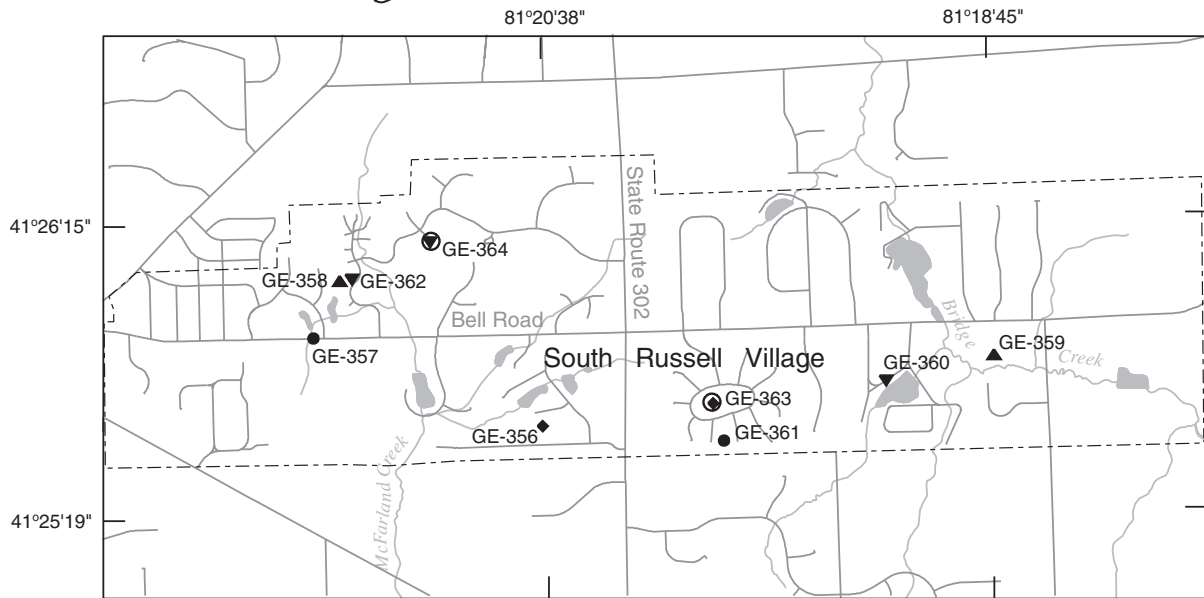 81°20'38"
81°18'45"
41°26'15"
State Route 302
GE-364
GE-358
GE-362
Bell Road
Bridge
Creek
GE-357
South Russell Village
GE-359
GE-360
GE-363
GE-356
GE-361
McFarland Creek
41°25'19"